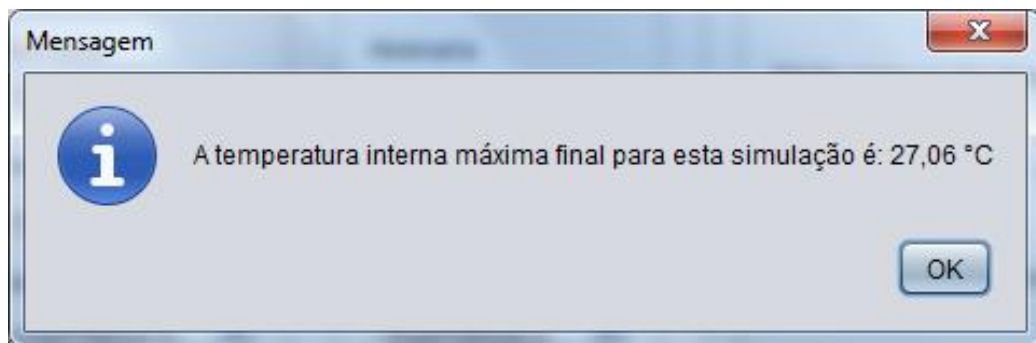 Mensagem
A temperatura interna máxima final para esta simulação é: 27,06 °C
OK